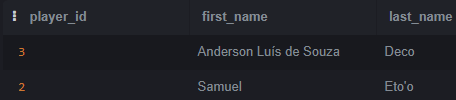 player_id first_name last_name
3 Anderson Luís de Souza Deco
2 Samuel Eto'o